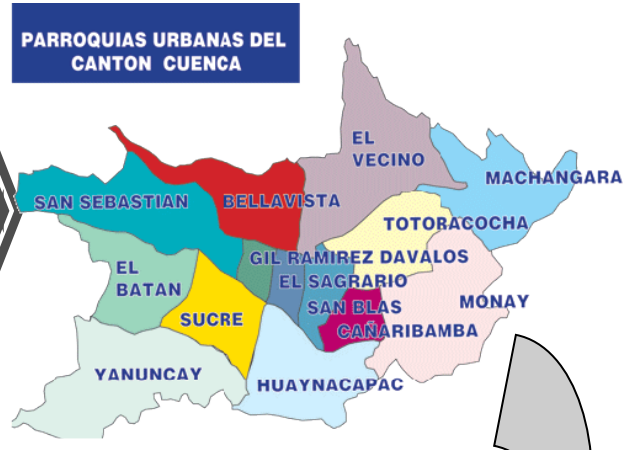 PARROQUIAS URBANAS DEL
CANTON CUENCA
EL
VECINO
MACHANGARA
SAN SEBASTIAN
BELLAVISTA
TOTORACOCHA
GIL RAMIREZ DAVALOS
EL
BATAN
EL SAGRARIO
SAN BLAS
MONAY
SUCRE
CAÑARIBAMBA
YANUNCAY
HUAYNACAPAC